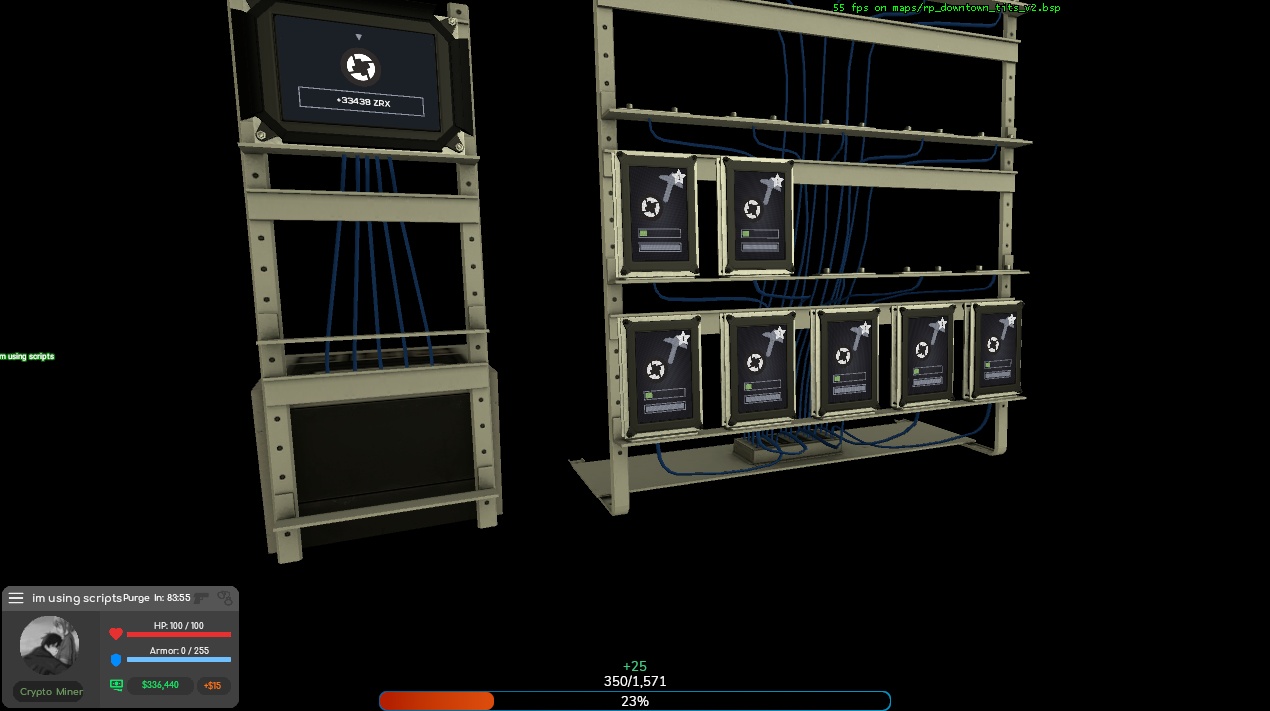 55 fps on maps/rp_downtown_tits_v2.bsp
+33438 ZRX
m using scripts
im using scripts Purge In: 83:55
HP: 100 / 100
Armor: 0 / 255
$336,440 +$15
Crypto Miner
+25
350/1,571
23%